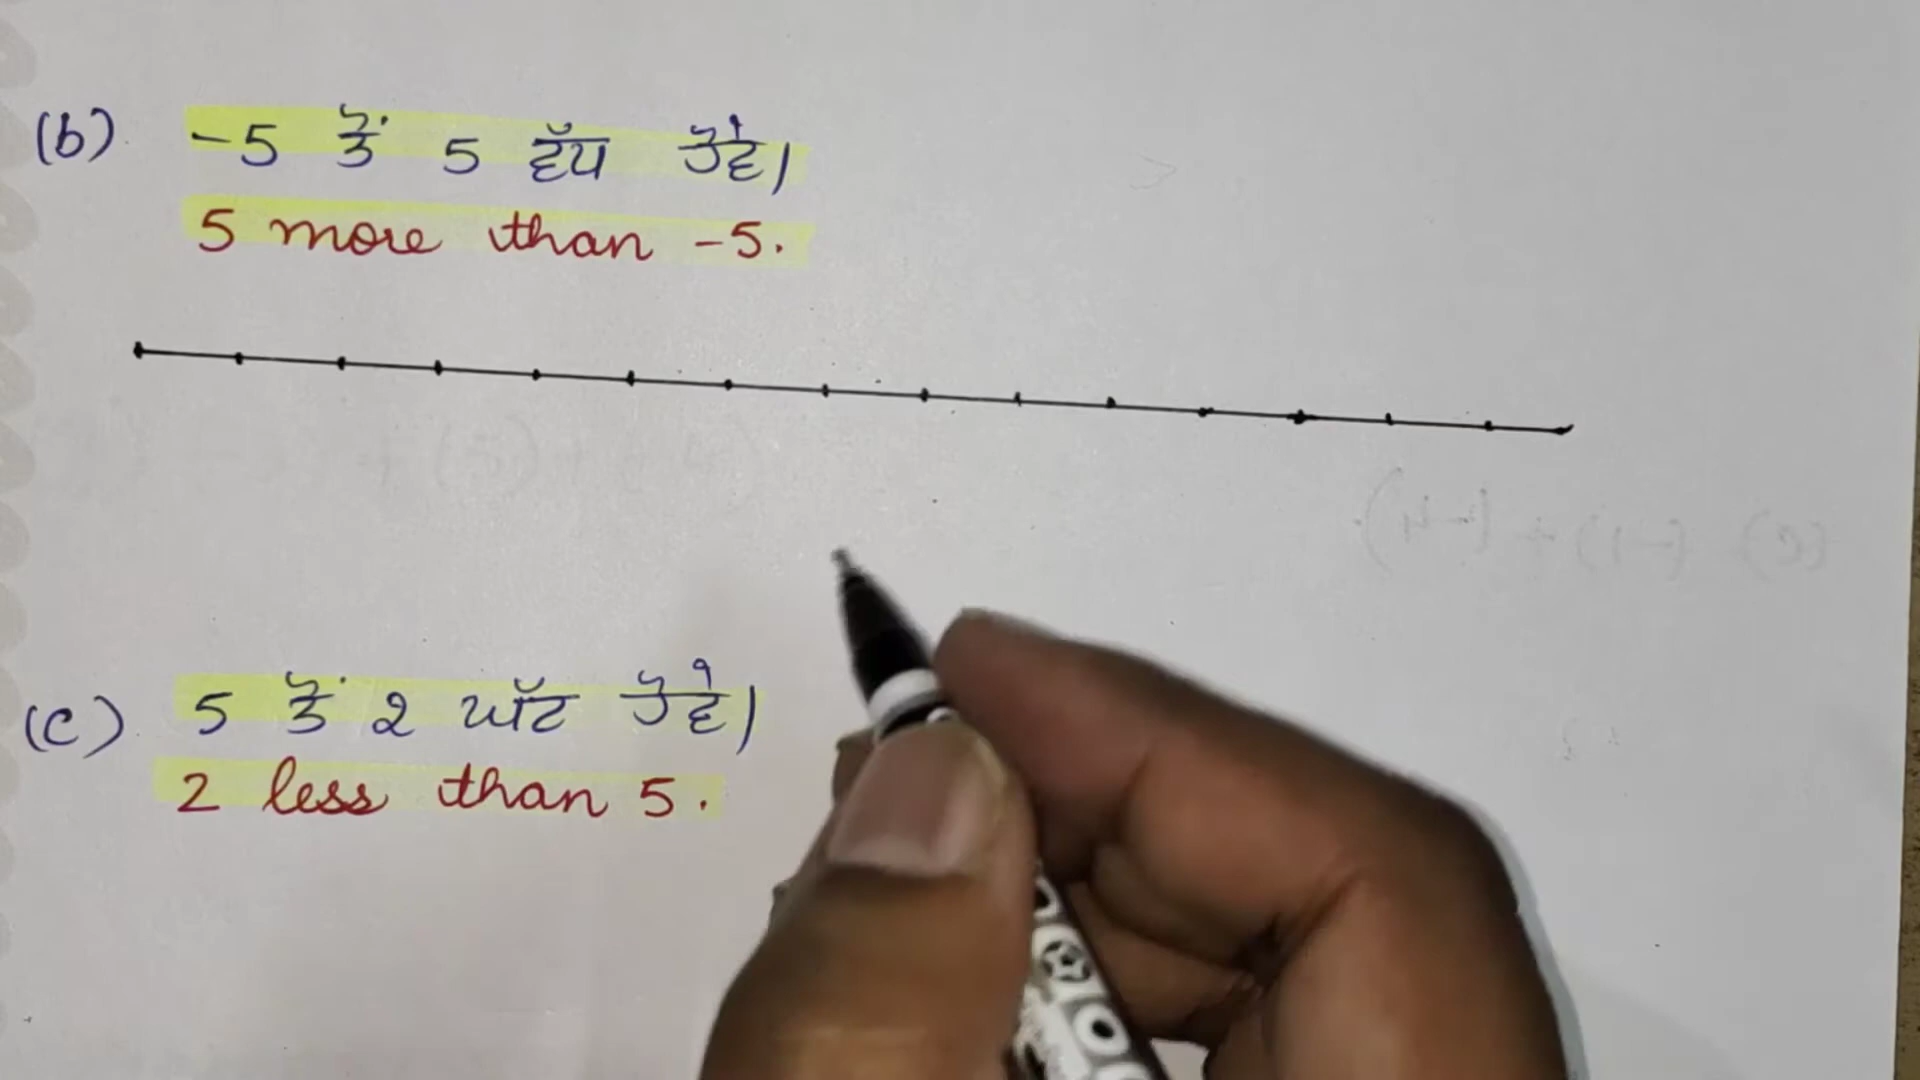 (b) -5 ਤੋਂ 5 ਵੱਧ ਹੋਵੇ।
5 more than -5.
(c) 5 ਤੋਂ 2 ਘੱਟ ਹੋਵੇ।
2 less than 5.